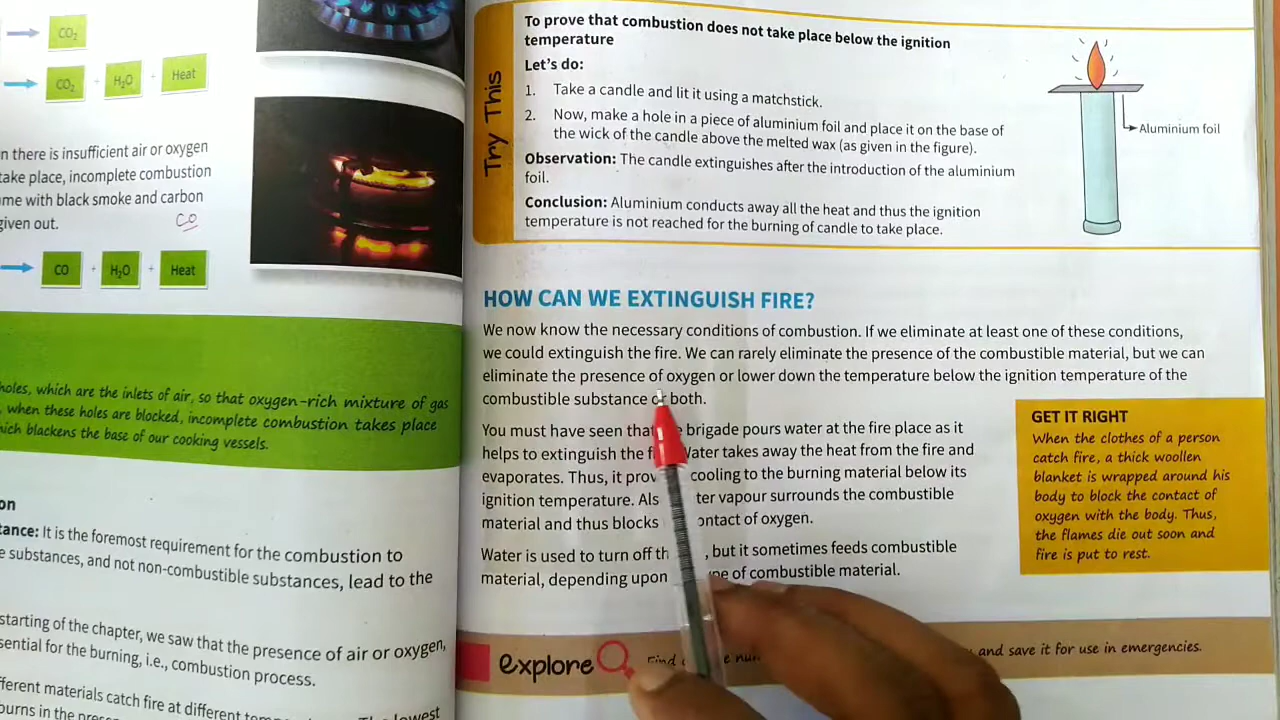 CO₂
CO₂ + H₂O + Heat
n there is insufficient air or oxygen
take place, incomplete combustion
me with black smoke and carbon
given out.
CO
CO + H₂O + Heat
holes, which are the inlets of air, so that oxygen-rich mixture of gas
when these holes are blocked, incomplete combustion takes place
hich blackens the base of our cooking vessels.
on
tance: It is the foremost requirement for the combustion to
e substances, and not non-combustible substances, lead to the
starting of the chapter, we saw that the presence of air or oxygen,
sential for the burning, i.e., combustion process.
fferent materials catch fire at different
lowest
burns in the
Try This
To prove that combustion does not take place below the ignition
temperature
Let's do:
1. Take a candle and lit it using a matchstick.
2. Now, make a hole in a piece of aluminium foil and place it on the base of
the wick of the candle above the melted wax (as given in the figure).
Observation: The candle extinguishes after the introduction of the aluminium
foil.
Conclusion: Aluminium conducts away all the heat and thus the ignition
temperature is not reached for the burning of candle to take place.
Aluminium foil
HOW CAN WE EXTINGUISH FIRE?
We now know the necessary conditions of combustion. If we eliminate at least one of these conditions,
we could extinguish the fire. We can rarely eliminate the presence of the combustible material, but we can
eliminate the presence of oxygen or lower down the temperature below the ignition temperature of the
combustible substance or both.
You must have seen that brigade pours water at the fire place as it
helps to extinguish the Water takes away the heat from the fire and
evaporates. Thus, it cooling to the burning material below its
ignition temperature. vapour surrounds the combustible
material and thus blocks contact of oxygen.
Water is used to turn off , but it sometimes feeds combustible
material, depending upon of combustible material.
GET IT RIGHT
When the clothes of a person
catch fire, a thick woollen
blanket is wrapped around his
body to block the contact of
oxygen with the body. Thus,
the flames die out soon and
fire is put to rest.
explore
Find and save it for use in emergencies.